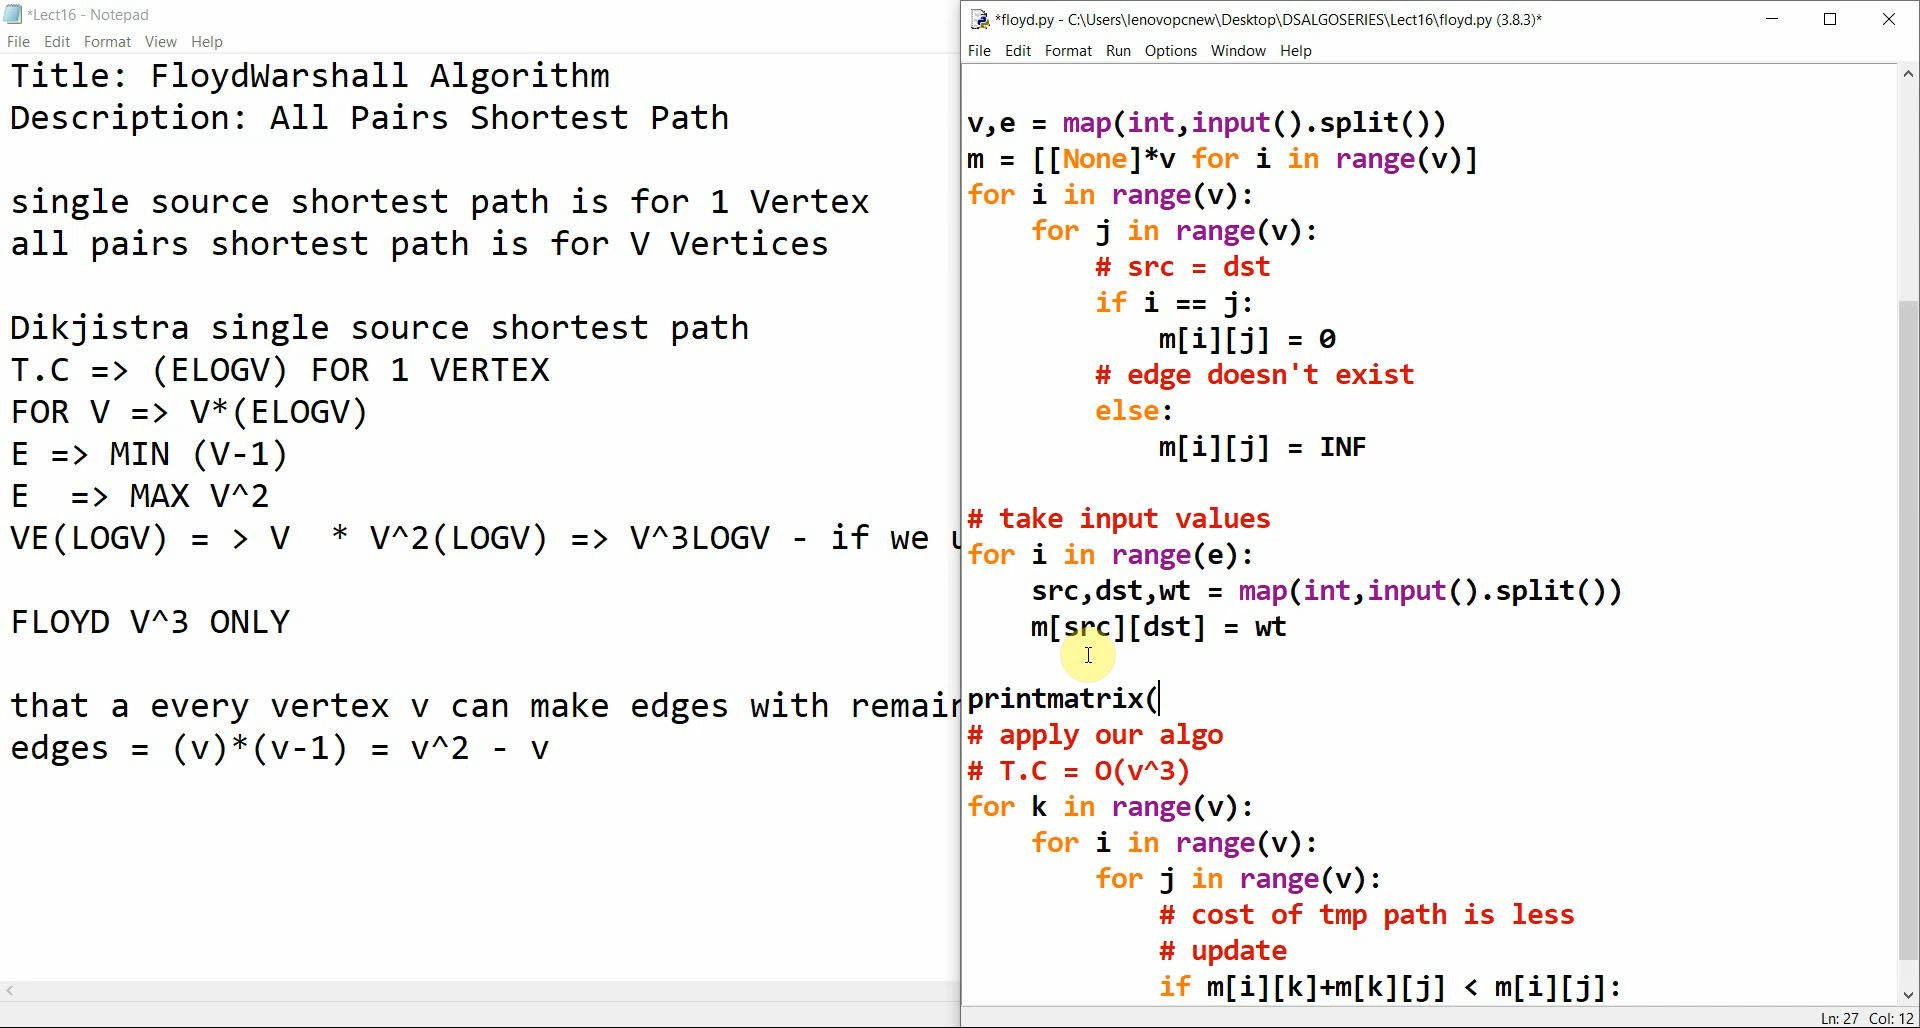 *Lect16 - Notepad
File Edit Format View Help
Title: FloydWarshall Algorithm
Description: All Pairs Shortest Path
single source shortest path is for 1 Vertex
all pairs shortest path is for V Vertices
Dikjistra single source shortest path
T.C => (ELOGV) FOR 1 VERTEX
FOR V => V*(ELOGV)
E => MIN (V-1)
E  => MAX V^2
VE(LOGV) = > V  * V^2(LOGV) => V^3LOGV - if we
FLOYD V^3 ONLY
that a every vertex v can make edges with remain
edges = (v)*(v-1) = v^2 - v
*floyd.py - C:\Users\lenovopcnew\Desktop\DSALGOSERIES\Lect16\floyd.py (3.8.3)*
File Edit Format Run Options Window Help
v,e = map(int,input().split())
m = [[None]*v for i in range(v)]
for i in range(v):
    for j in range(v):
        # src = dst
        if i == j:
            m[i][j] = 0
        # edge doesn't exist
        else:
            m[i][j] = INF
# take input values
for i in range(e):
    src,dst,wt = map(int,input().split())
    m[src][dst] = wt
printmatrix(
# apply our algo
# T.C = O(v^3)
for k in range(v):
    for i in range(v):
        for j in range(v):
            # cost of tmp path is less
            # update
            if m[i][k]+m[k][j] < m[i][j]:
Ln: 27 Col: 12